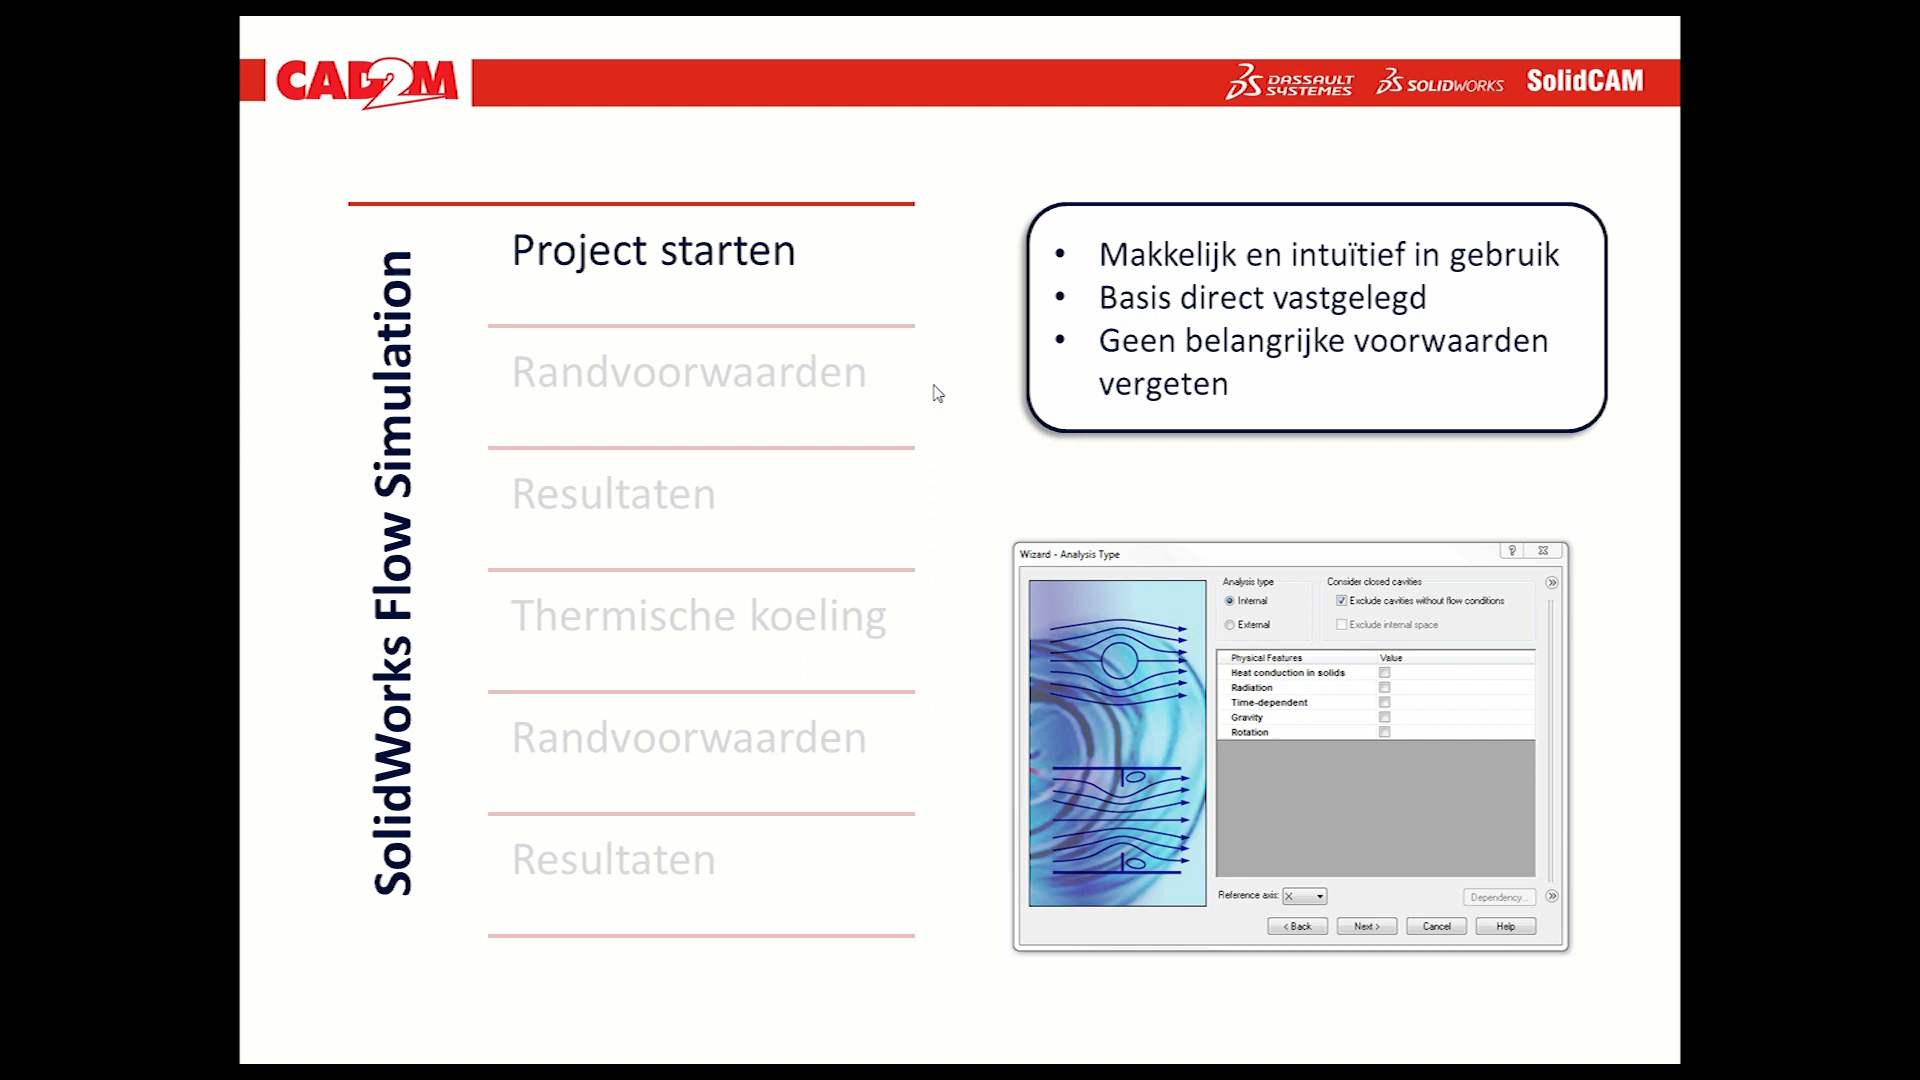 CAD2M
DASSAULT SYSTEMES
SOLIDWORKS
SolidCAM
SolidWorks Flow Simulation
Project starten
Randvoorwaarden
Resultaten
Thermische koeling
Randvoorwaarden
Resultaten
• Makkelijk en intuïtief in gebruik
• Basis direct vastgelegd
• Geen belangrijke voorwaarden
vergeten
Wizard - Analysis Type
Analysis type
Internal
External
Consider closed cavities
Exclude cavities without flow conditions
Exclude internal space
Physical Features Value
Heat conduction in solids
Radiation
Time-dependent
Gravity
Rotation
Reference axis: X
Dependency...
< Back Next > Cancel Help